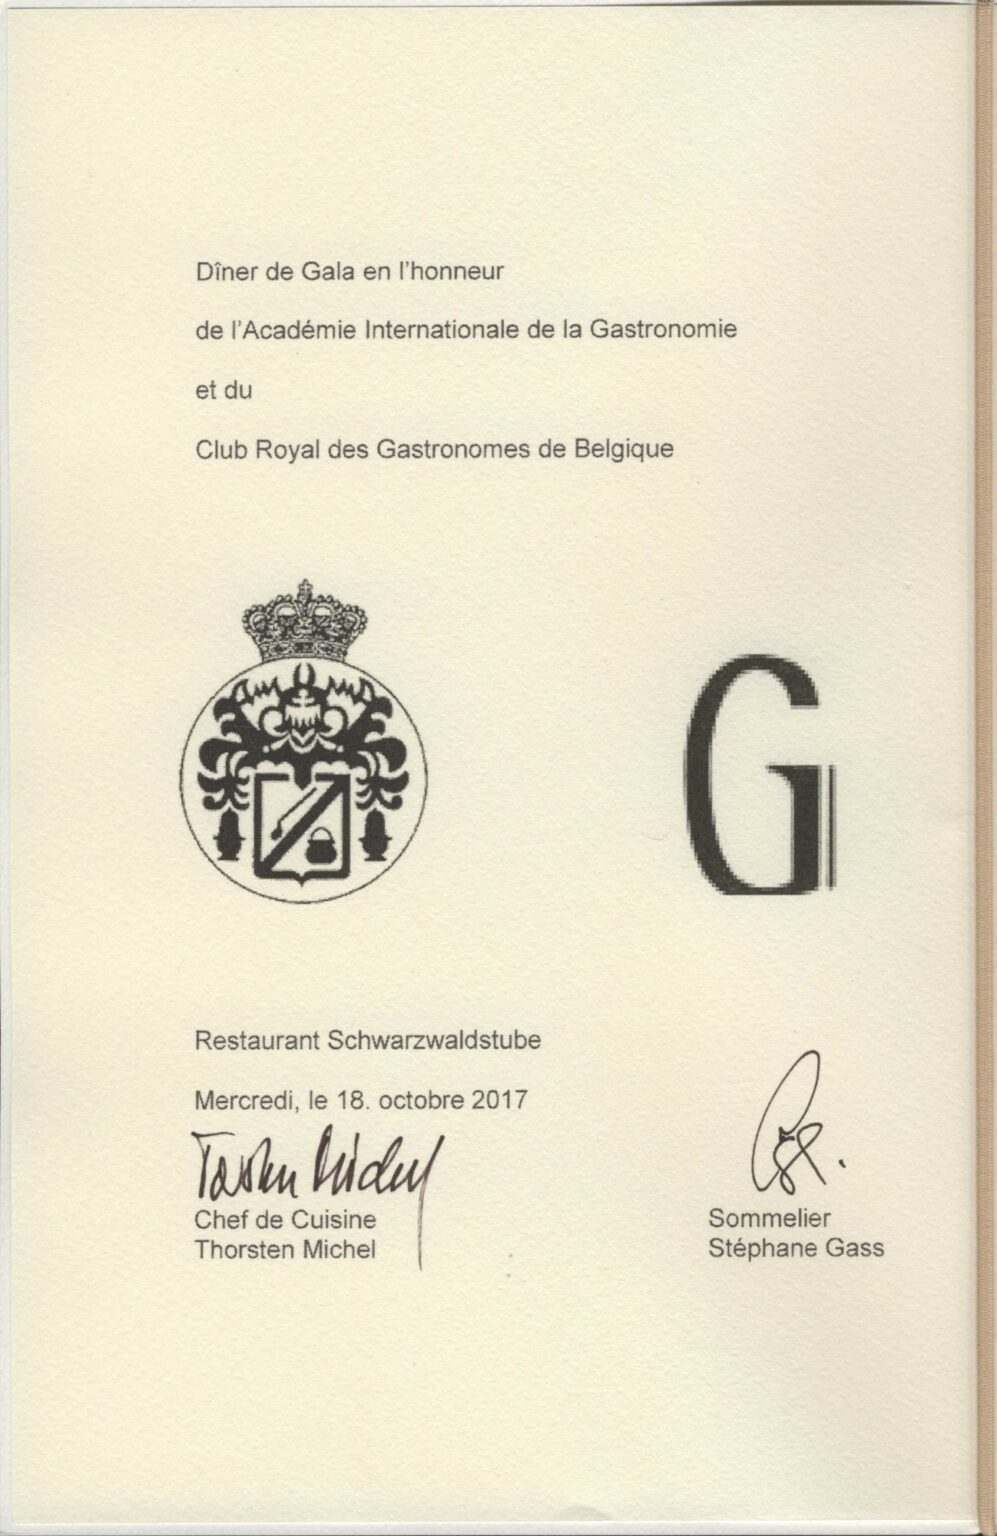 Dîner de Gala en l'honneur
de l'Académie Internationale de la Gastronomie
et du
Club Royal des Gastronomes de Belgique
G
Restaurant Schwarzwaldstube
Mercredi, le 18. octobre 2017
Chef de Cuisine
Thorsten Michel
Sommelier
Stéphane Gass